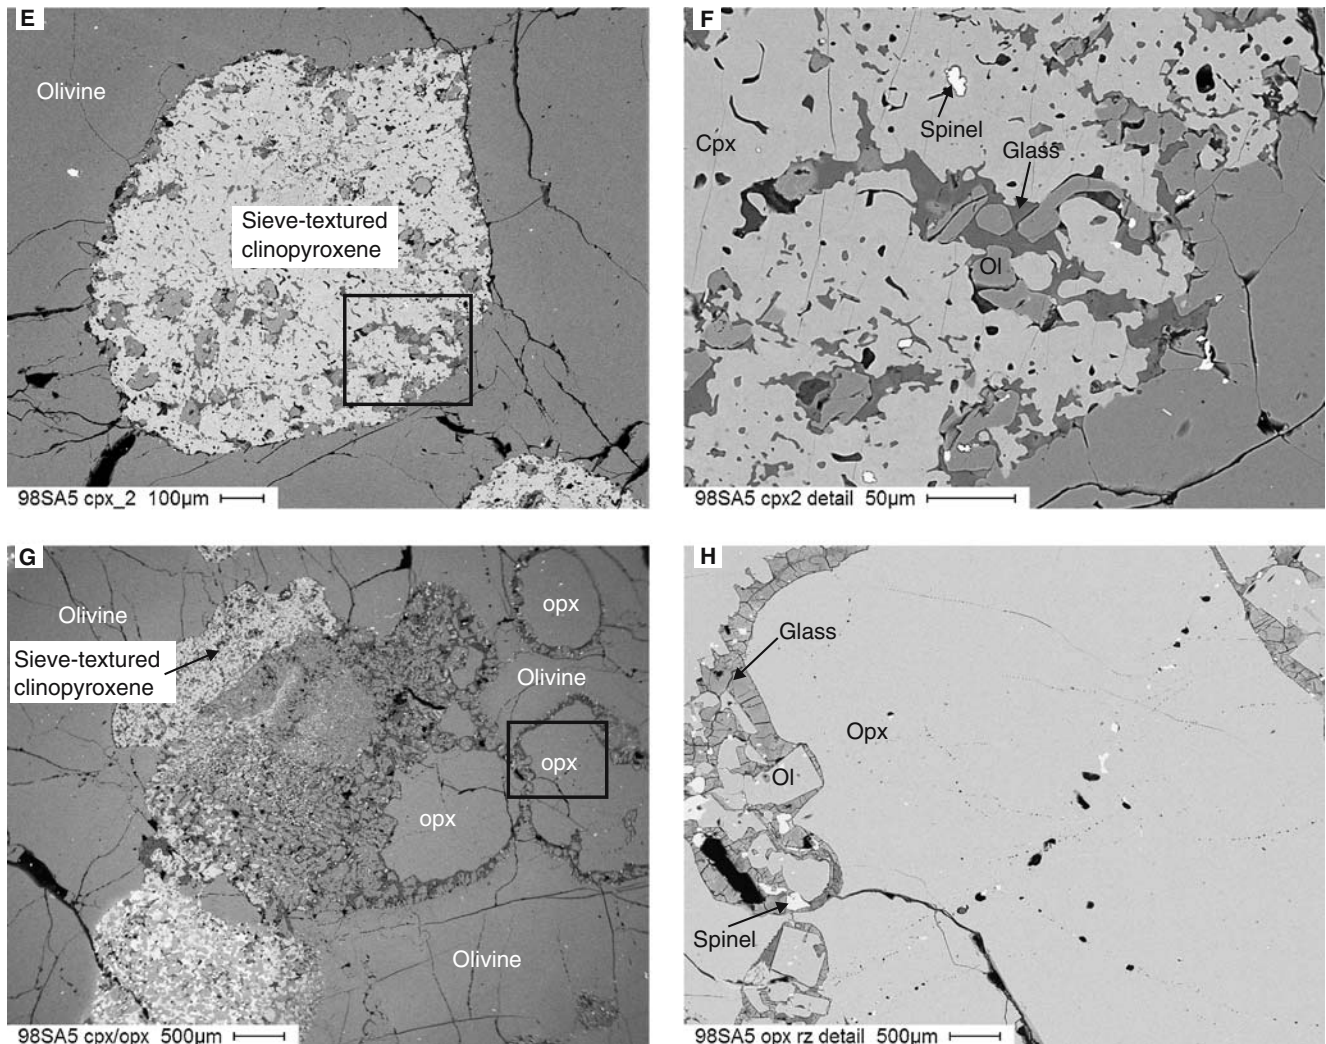 E
Olivine
Sieve-textured
clinopyroxene
98SA5 cpx_2 100µm
F
Spinel
Cpx
Glass
Ol
98SA5 cpx2 detail 50µm
G
Olivine
Sieve-textured
clinopyroxene
opx
Olivine
opx
opx
Olivine
98SA5 cpx/opx 500µm
H
Glass
Opx
Ol
Spinel
98SA5 opx rz detail 500µm